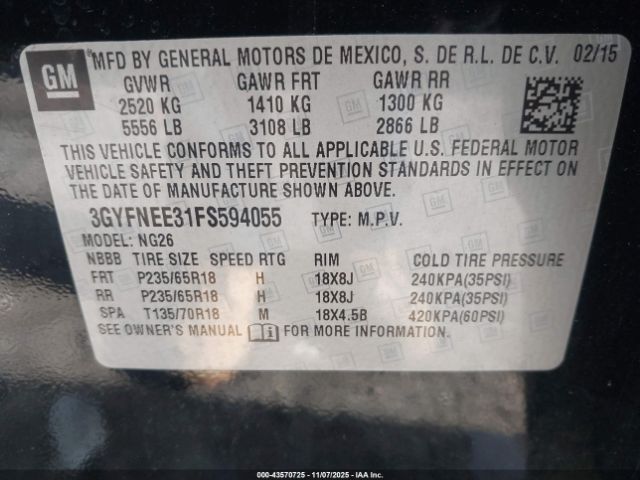 GM *MFD BY GENERAL MOTORS DE MEXICO, S. DE R.L. DE C.V. 02/15
GVWR GAWR FRT GAWR RR
2520 KG 1410 KG 1300 KG
5556 LB 3108 LB 2866 LB
THIS VEHICLE CONFORMS TO ALL APPLICABLE U.S. FEDERAL MOTOR
VEHICLE SAFETY AND THEFT PREVENTION STANDARDS IN EFFECT ON
THE DATE OF MANUFACTURE SHOWN ABOVE.
3GYFNEE31FS594055 TYPE: M.P.V.
MODEL: NG26
NBBB TIRE SIZE SPEED RTG RIM COLD TIRE PRESSURE
FRT P235/65R18 H 18X8J 240KPA(35PSI)
RR P235/65R18 H 18X8J 240KPA(35PSI)
SPA T135/70R18 M 18X4.5B 420KPA(60PSI)
SEE OWNER'S MANUAL FOR MORE INFORMATION.
000-43570725 11/07/2025 IAAI.COM